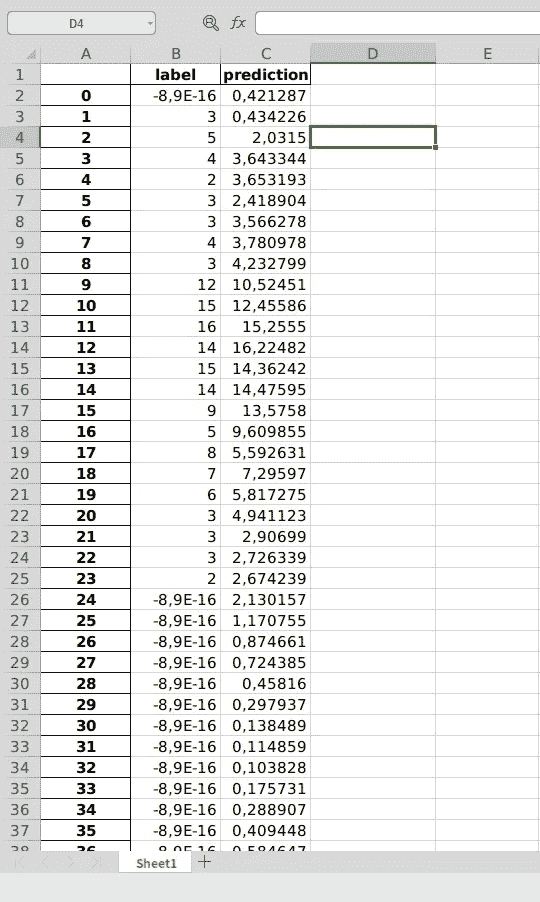 D4 fx
A B C D E
1 label prediction
2 0 -8,9E-16 0,421287
3 1 3 0,434226
4 2 5 2,0315
5 3 4 3,643344
6 4 2 3,653193
7 5 3 2,418904
8 6 3 3,566278
9 7 4 3,780978
10 8 3 4,232799
11 9 12 10,52451
12 10 15 12,45586
13 11 16 15,2555
14 12 14 16,22482
15 13 15 14,36242
16 14 14 14,47595
17 15 9 13,5758
18 16 5 9,609855
19 17 8 5,592631
20 18 7 7,29597
21 19 6 5,817275
22 20 3 4,941123
23 21 3 2,90699
24 22 3 2,726339
25 23 2 2,674239
26 24 -8,9E-16 2,130157
27 25 -8,9E-16 1,170755
28 26 -8,9E-16 0,874661
29 27 -8,9E-16 0,724385
30 28 -8,9E-16 0,45816
31 29 -8,9E-16 0,297937
32 30 -8,9E-16 0,138489
33 31 -8,9E-16 0,114859
34 32 -8,9E-16 0,103828
35 33 -8,9E-16 0,175731
36 34 -8,9E-16 0,288907
37 35 -8,9E-16 0,409448
38 36 -8,9E-16 0,584647
Sheet1